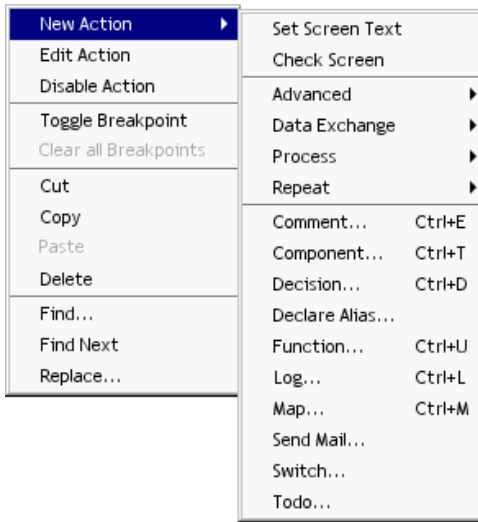 New Action
Edit Action
Disable Action
Toggle Breakpoint
Clear all Breakpoints
Cut
Copy
Paste
Delete
Find...
Find Next
Replace...
Set Screen Text
Check Screen
Advanced
Data Exchange
Process
Repeat
Comment... Ctrl+E
Component... Ctrl+T
Decision... Ctrl+D
Declare Alias...
Function... Ctrl+U
Log... Ctrl+L
Map... Ctrl+M
Send Mail...
Switch...
Todo...